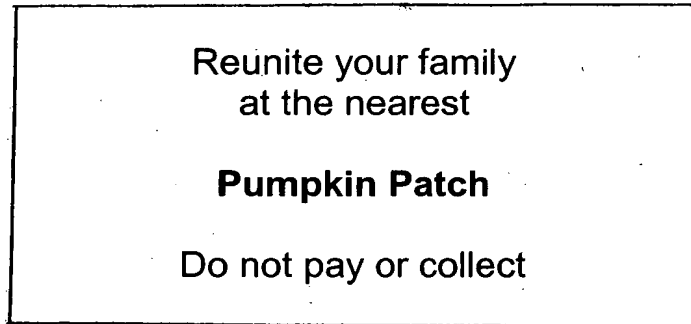 Reunite your family
at the nearest
Pumpkin Patch
Do not pay or collect